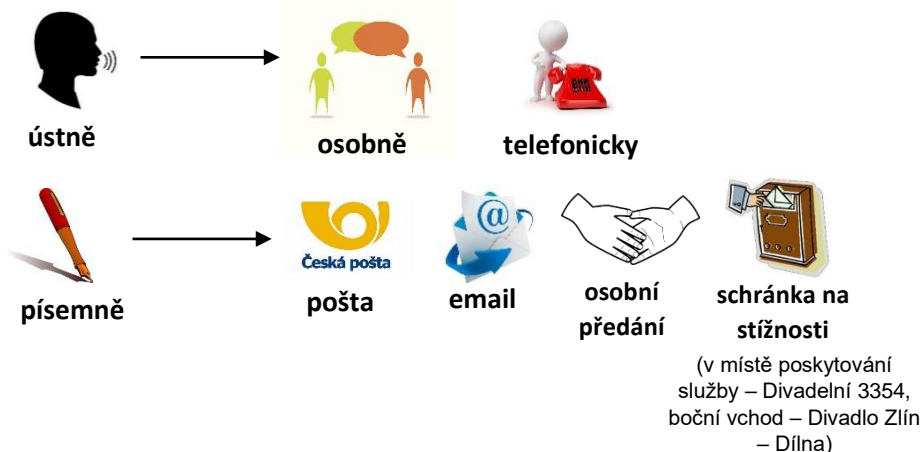 ústně
osobně
telefonicky
Česká pošta
písemně
pošta
email
osobní
předání
schránka na
stížnosti
(v místě poskytování
služby – Divadelní 3354,
boční vchod – Divadlo Zlín
– Dílna)